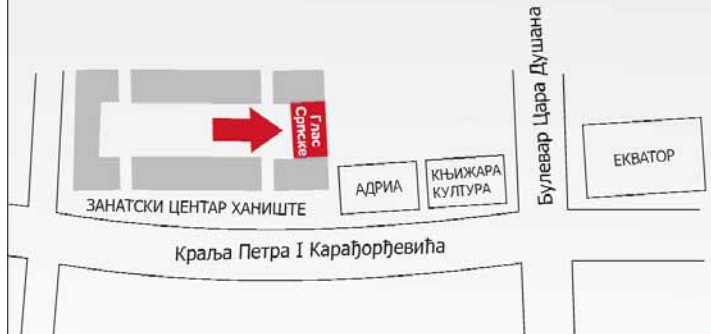 Глас
Српске
АДРИА
КЊИЖАРА
КУЛТУРА
Булевар Цара Душана
ЕКВАТОР
ЗАНАТСКИ ЦЕНТАР ХАНИШТЕ
Краља Петра I Карађорђевића